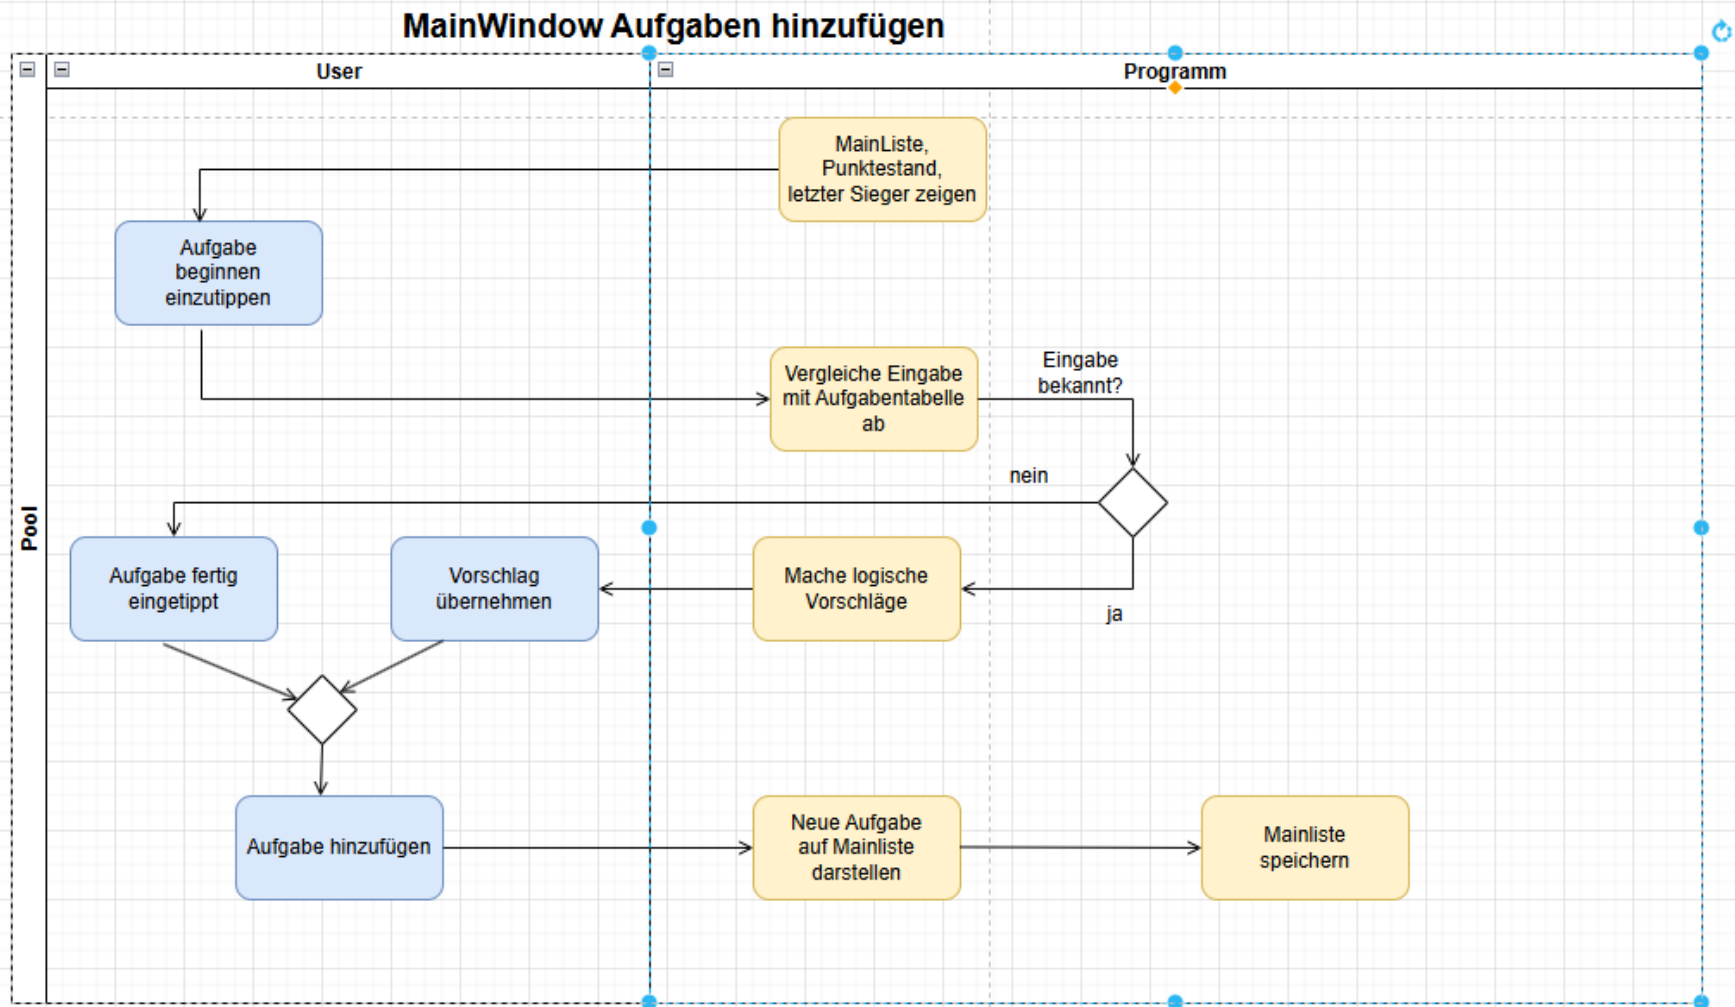 MainWindow Aufgaben hinzufügen
User
Programm
Pool
MainListe,
Punktestand,
letzter Sieger zeigen
Aufgabe
beginnen
einzutippen
Vergleiche Eingabe
mit Aufgabentabelle
ab
Eingabe
bekannt?
nein
Aufgabe fertig
eingetippt
Vorschlag
übernehmen
Mache logische
Vorschläge
ja
Aufgabe hinzufügen
Neue Aufgabe
auf Mainliste
darstellen
Mainliste
speichern